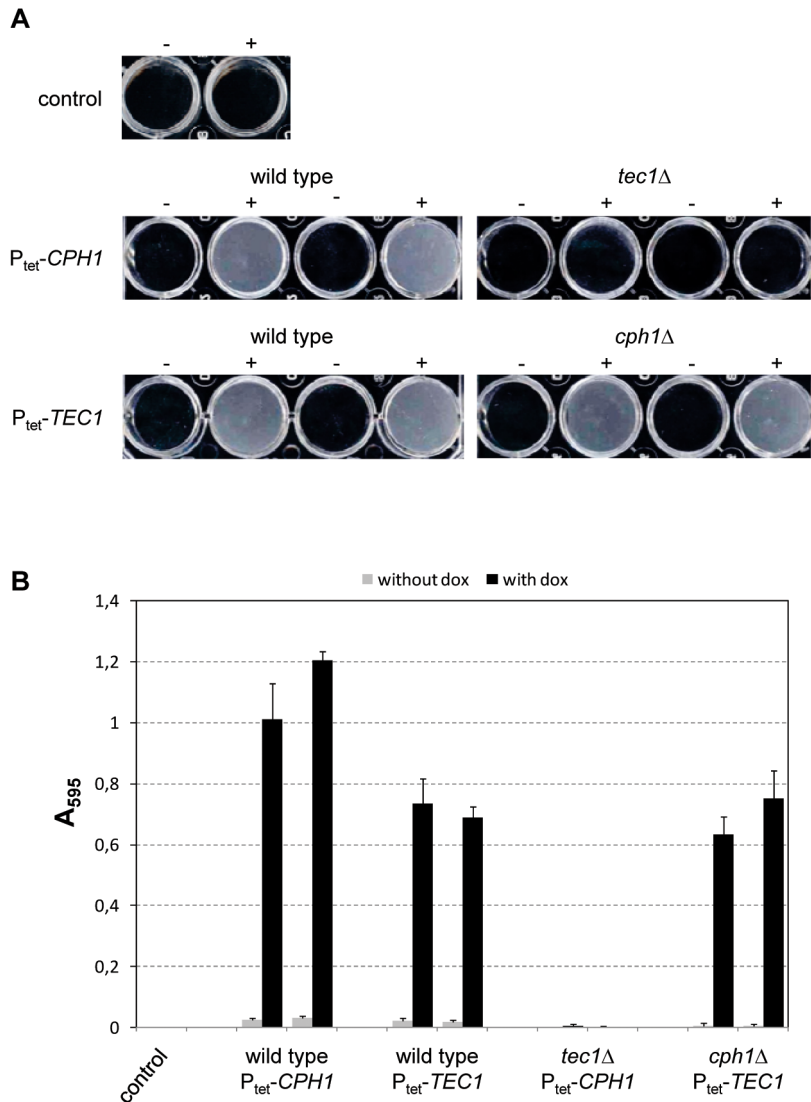 A
- +
control
wild type tec1Δ
- + - + - + - +
Ptet-CPH1
wild type cph1Δ
- + - + - + - +
Ptet-TEC1
B
without dox with dox
1,4
1,2
1
0,8
0,6
0,4
0,2
0
A595
control
wild type Ptet-CPH1
wild type Ptet-TEC1
tec1Δ Ptet-CPH1
cph1Δ Ptet-TEC1